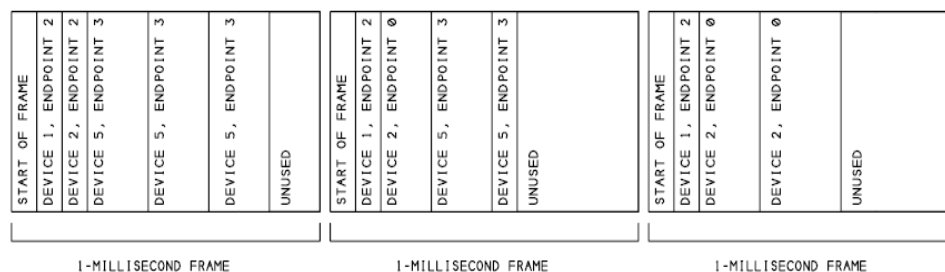 START OF FRAME
DEVICE 1, ENDPOINT 2
DEVICE 2, ENDPOINT 2
DEVICE 5, ENDPOINT 3
DEVICE 5, ENDPOINT 3
DEVICE 5, ENDPOINT 3
UNUSED
START OF FRAME
DEVICE 1, ENDPOINT 2
DEVICE 2, ENDPOINT 0
DEVICE 5, ENDPOINT 3
DEVICE 5, ENDPOINT 3
UNUSED
START OF FRAME
DEVICE 1, ENDPOINT 2
DEVICE 2, ENDPOINT 0
DEVICE 2, ENDPOINT 0
UNUSED
1-MILLISECOND FRAME
1-MILLISECOND FRAME
1-MILLISECOND FRAME